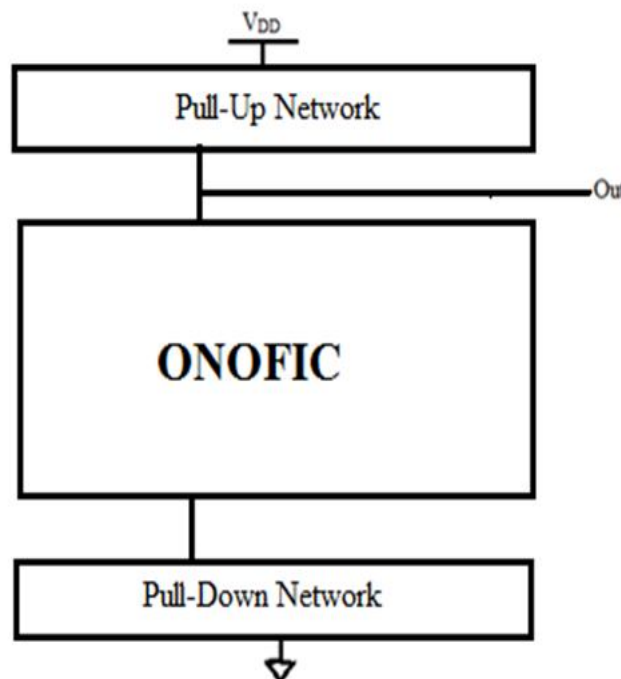 VDD
Pull-Up Network
Out
ONOFIC
Pull-Down Network